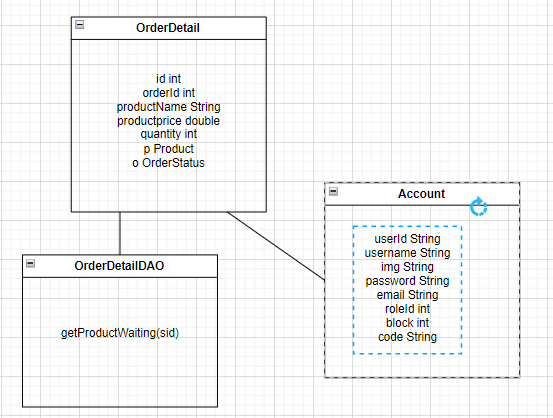 OrderDetail
id int
orderId int
productName String
productprice double
quantity int
p Product
o OrderStatus
Account
userId String
username String
img String
password String
email String
roleId int
block int
code String
OrderDetailDAO
getProductWaiting(sid)